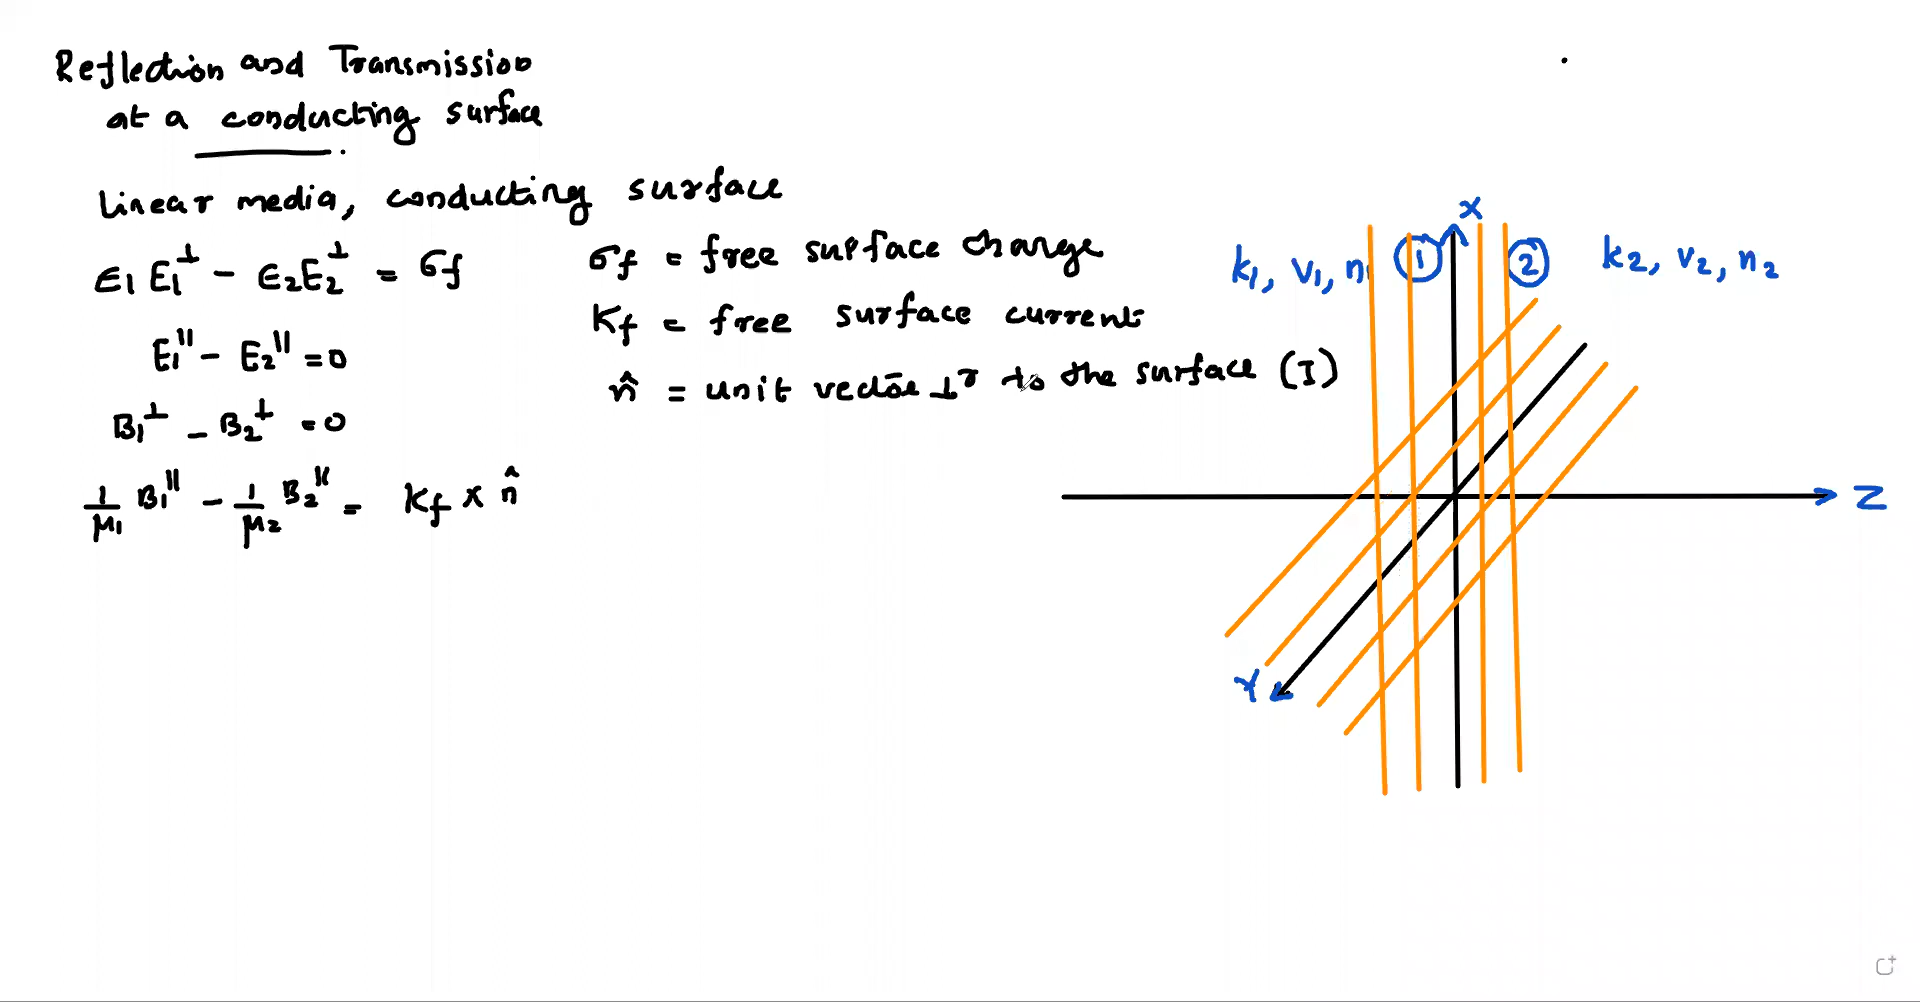 Reflection and Transmission
at a conducting surface
Linear media, conducting surface
ϵ1 E1⊥ - ϵ2E2⊥ = σf
E1∥ - E2∥ = 0
B1⊥ - B2⊥ = 0
1/μ1 B1∥ - 1/μ2 B2∥ = Kf × n̂
σf = free surface charge
Kf = free surface current
n̂ = unit vector ⊥r to the surface (I)
X
k1, v1, n1 ① ② k2, v2, n2
Z
Y